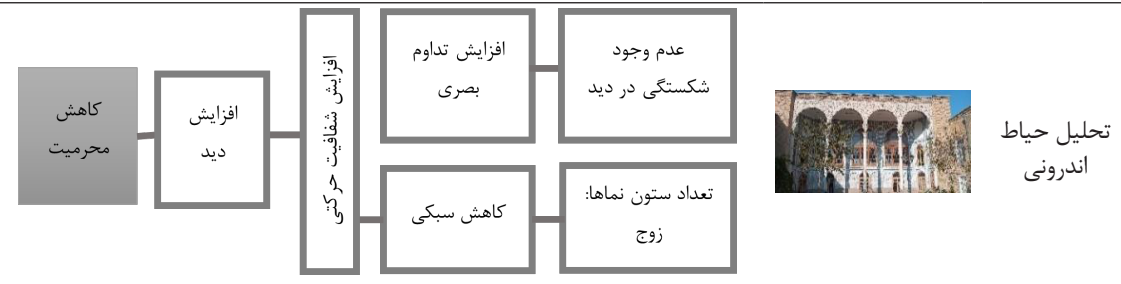 تحلیل حیاط
اندرونی
عدم وجود
شکستگی در دید
افزایش تداوم
بصری
تعداد ستون نماها:
زوج
کاهش سبکی
افزایش شفافیت حرکتی
افزایش
دید
کاهش
محرمیت